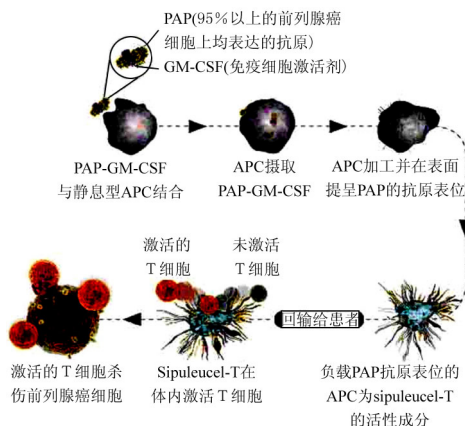 PAP(95%以上的前列腺癌
细胞上均表达的抗原)
GM-CSF(免疫细胞激活剂)
PAP-GM-CSF
与静息型APC结合
APC摄取
PAP-GM-CSF
APC加工并在表面
提呈PAP的抗原表位
激活的
T细胞
未激活
T细胞
回输给患者
激活的T细胞杀
伤前列腺癌细胞
Sipuleucel-T在
体内激活T细胞
负载PAP抗原表位的
APC为sipuleucel-T
的活性成分